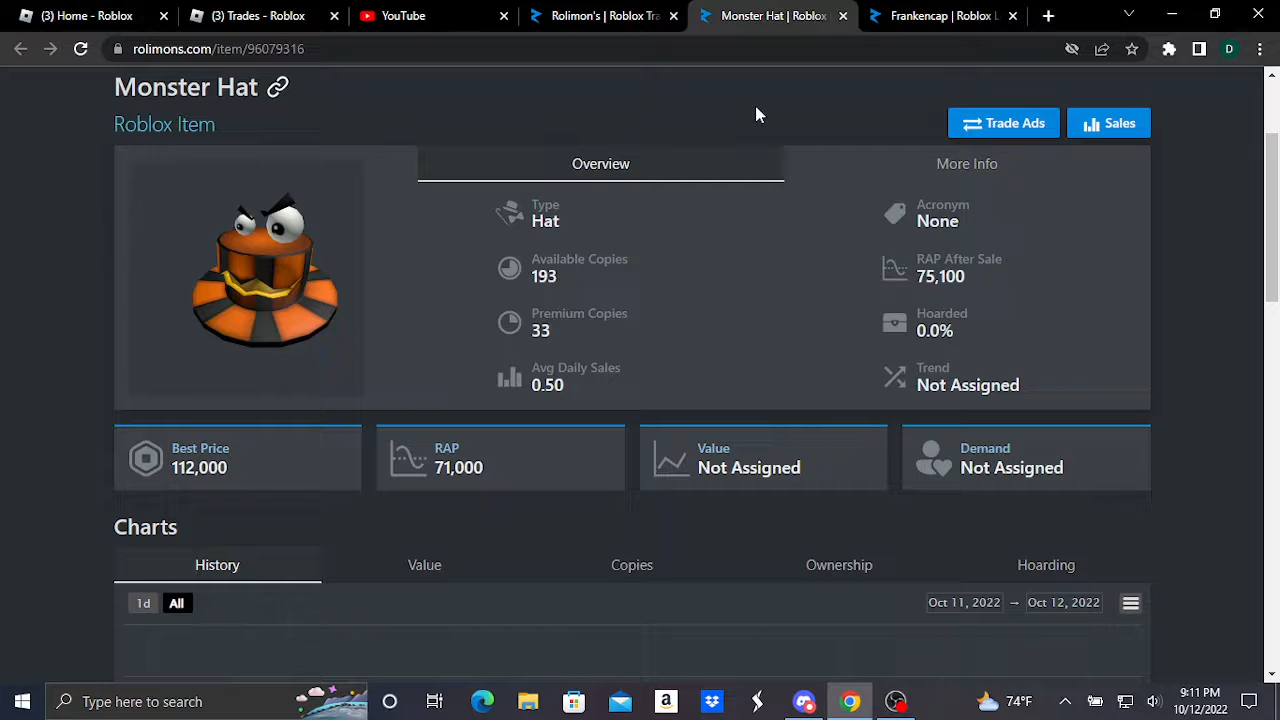 (3) Home - Roblox
(3) Trades - Roblox
YouTube
Rolimon's | Roblox Tra
Monster Hat | Roblox
Frankencap | Roblox L
rolimons.com/item/96079316
D
Monster Hat
Roblox Item
Trade Ads
Sales
Overview
More Info
Type
Hat
Acronym
None
Available Copies
193
RAP After Sale
75,100
Premium Copies
33
Hoarded
0.0%
Avg Daily Sales
0.50
Trend
Not Assigned
Best Price
112,000
RAP
71,000
Value
Not Assigned
Demand
Not Assigned
Charts
History
Value
Copies
Ownership
Hoarding
1d
All
Oct 11, 2022 → Oct 12, 2022
Type here to search
a
74°F
9:11 PM
10/12/2022